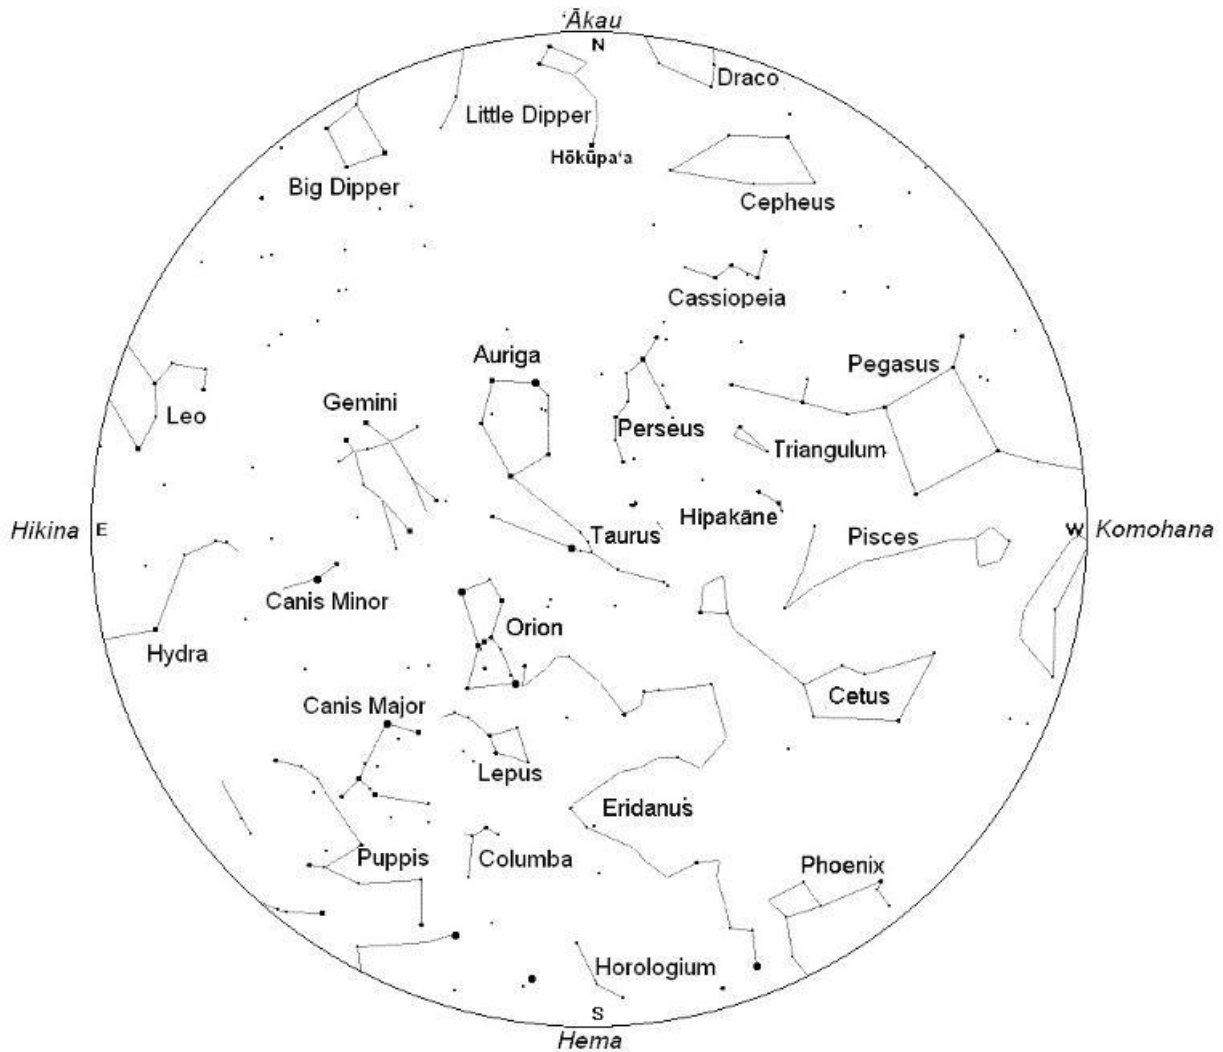 ʻĀkau
N
Draco
Little Dipper
Hōkūpaʻa
Big Dipper
Cepheus
Cassiopeia
Auriga
Pegasus
Gemini
Leo
Perseus
Triangulum
Hipakāne
Hikina E
Taurus
Pisces
W Komohana
Canis Minor
Orion
Hydra
Cetus
Canis Major
Lepus
Eridanus
Puppis
Columba
Phoenix
Horologium
S
Hema